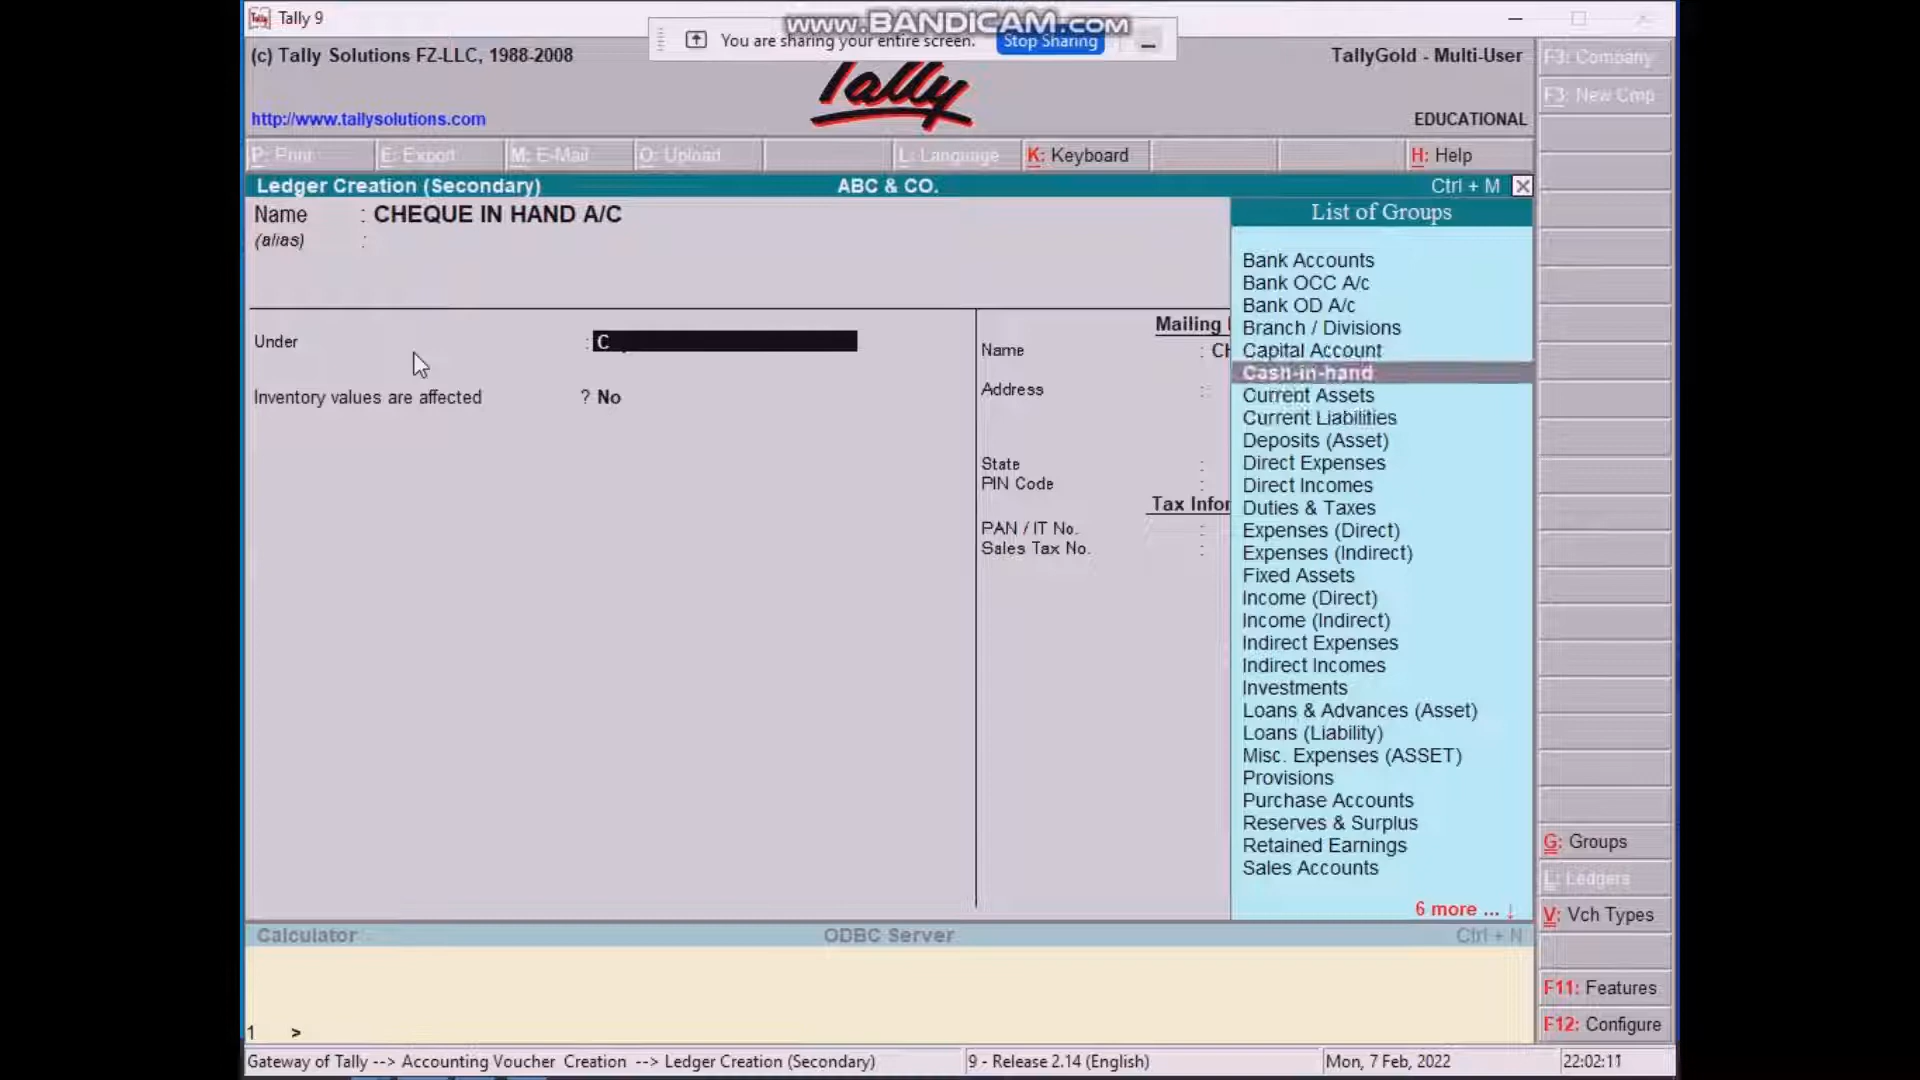 Tally 9
www.BANDICAM.com
You are sharing your entire screen. Stop Sharing
(c) Tally Solutions FZ-LLC, 1988-2008
TallyGold - Multi-User
Tally
http://www.tallysolutions.com
EDUCATIONAL
P: Print E: Export M: E-Mail O: Upload L: Language K: Keyboard H: Help
Ledger Creation (Secondary) ABC & CO. Ctrl + M
Name : CHEQUE IN HAND A/C
(alias) :
Under : C
Inventory values are affected ? No
Mailing
Name : CH
Address :
State :
PIN Code :
Tax Infor
PAN / IT No. :
Sales Tax No. :
List of Groups
Bank Accounts
Bank OCC A/c
Bank OD A/c
Branch / Divisions
Capital Account
Cash-in-hand
Current Assets
Current Liabilities
Deposits (Asset)
Direct Expenses
Direct Incomes
Duties & Taxes
Expenses (Direct)
Expenses (Indirect)
Fixed Assets
Income (Direct)
Income (Indirect)
Indirect Expenses
Indirect Incomes
Investments
Loans & Advances (Asset)
Loans (Liability)
Misc. Expenses (ASSET)
Provisions
Purchase Accounts
Reserves & Surplus
Retained Earnings
Sales Accounts
6 more ... ↓
F3: Company
F3: New Cmp
G: Groups
L: Ledgers
V: Vch Types
F11: Features
F12: Configure
Calculator ODBC Server Ctrl + N
1 >
Gateway of Tally --> Accounting Voucher Creation --> Ledger Creation (Secondary) 9 - Release 2.14 (English) Mon, 7 Feb, 2022 22:02:11